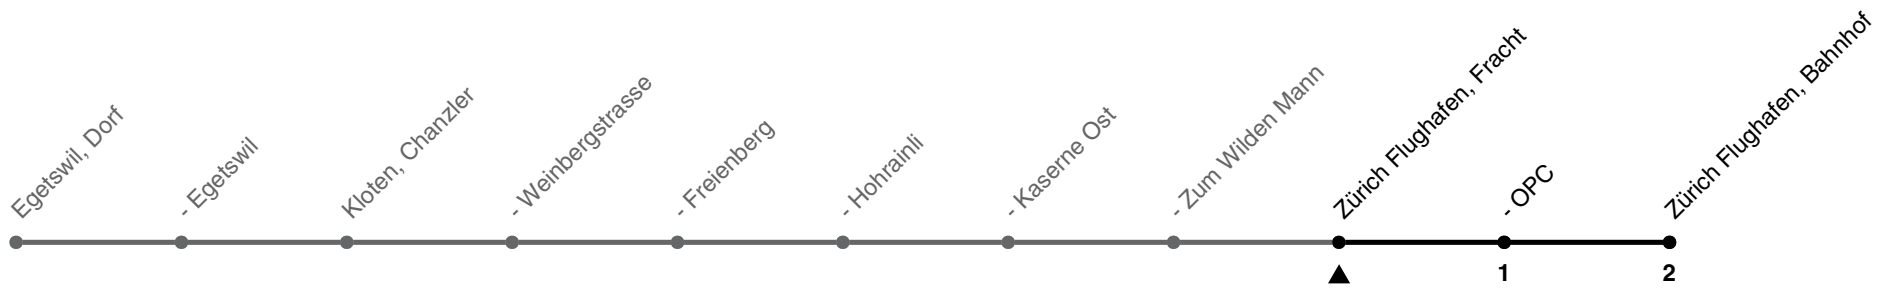 Egetswil, Dorf
- Egetswil
Kloten, Chanzler
- Weinbergstrasse
- Freienberg
- Hohrainli
- Kaserne Ost
- Zum Wilden Mann
Zürich Flughafen, Fracht
- OPC
Zürich Flughafen, Bahnhof
1
2